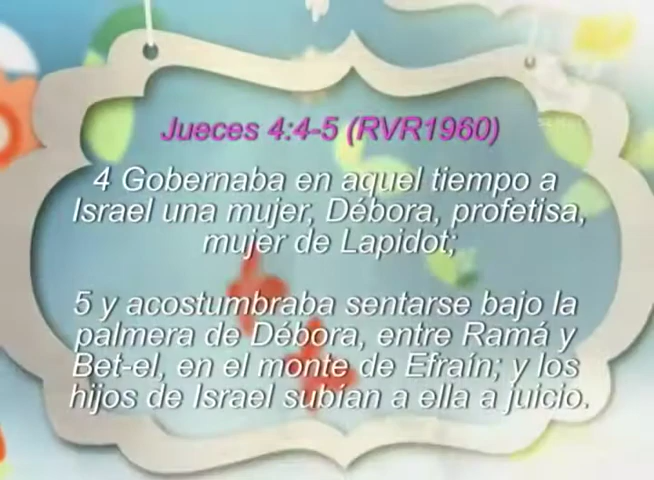 Jueces 4:4-5 (RVR1960)
4 Gobernaba en aquel tiempo a
Israel una mujer, Débora, profetisa,
mujer de Lapidot;
5 y acostumbraba sentarse bajo la
palmera de Débora, entre Ramá y
Bet-el, en el monte de Efraín; y los
hijos de Israel subían a ella a juicio.